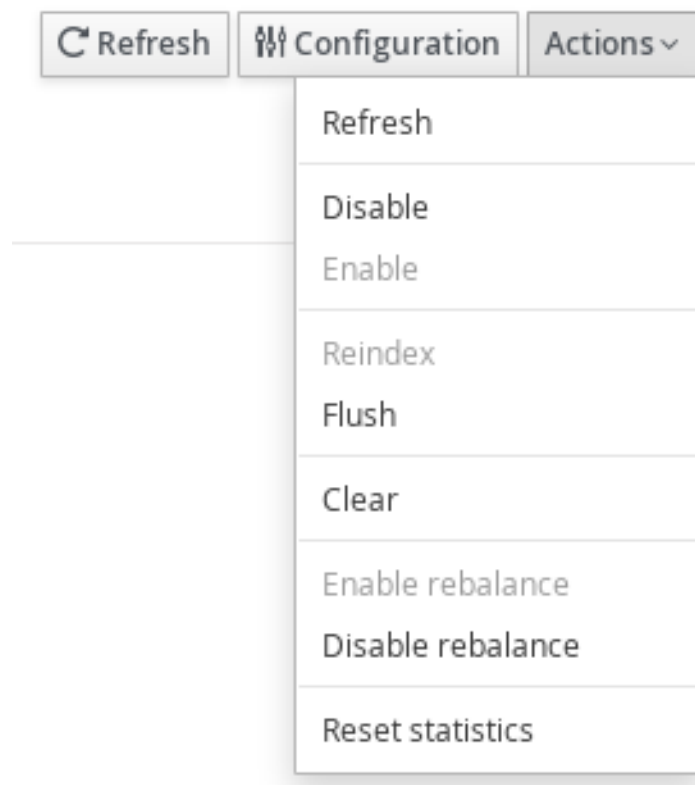 Refresh Configuration Actions
Refresh
Disable
Enable
Reindex
Flush
Clear
Enable rebalance
Disable rebalance
Reset statistics